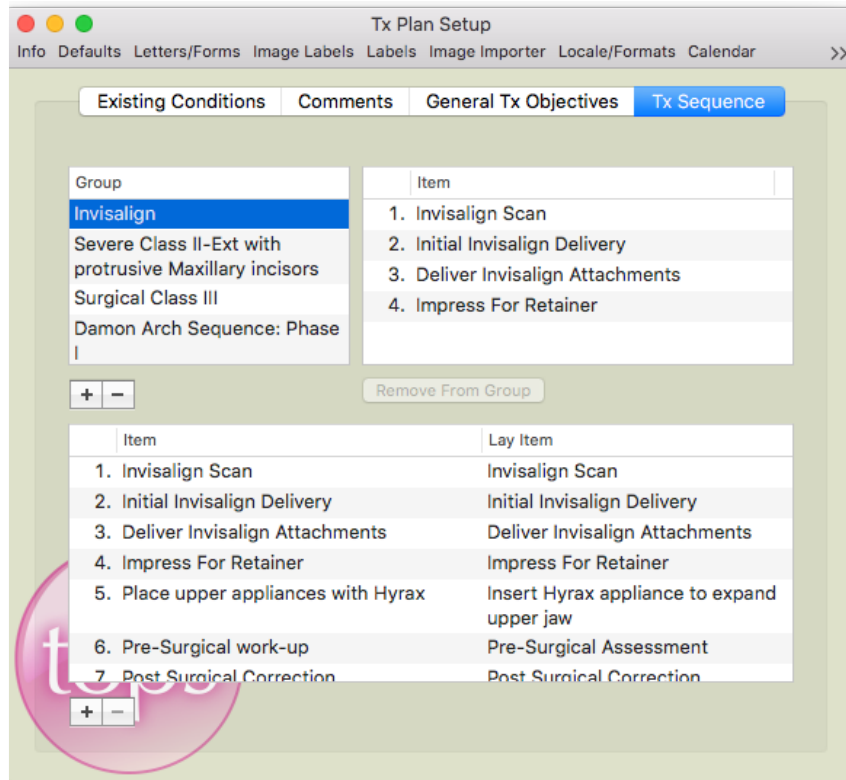 Tx Plan Setup
Info Defaults Letters/Forms Image Labels Labels Image Importer Locale/Formats Calendar >>
Existing Conditions Comments General Tx Objectives Tx Sequence
Group
Invisalign
Severe Class II-Ext with
protrusive Maxillary incisors
Surgical Class III
Damon Arch Sequence: Phase
I
+ −
Item
1. Invisalign Scan
2. Initial Invisalign Delivery
3. Deliver Invisalign Attachments
4. Impress For Retainer
Remove From Group
Item Lay Item
1. Invisalign Scan Invisalign Scan
2. Initial Invisalign Delivery Initial Invisalign Delivery
3. Deliver Invisalign Attachments Deliver Invisalign Attachments
4. Impress For Retainer Impress For Retainer
5. Place upper appliances with Hyrax Insert Hyrax appliance to expand
upper jaw
6. Pre-Surgical work-up Pre-Surgical Assessment
7. Post Surgical Correction Post Surgical Correction
tops
+ −